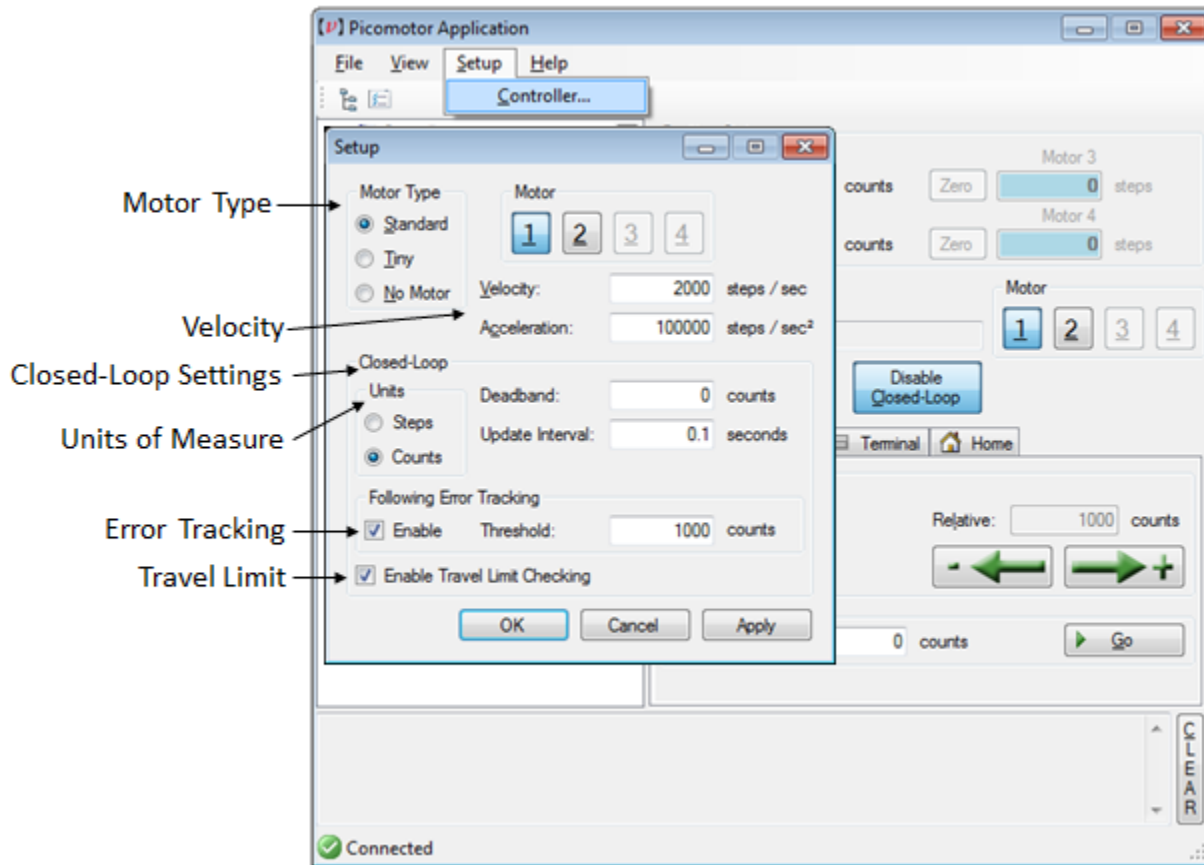 [ν] Picomotor Application
File View Setup Help
Controller...
Setup
Motor Type
Motor Type
Standard
Tiny
No Motor
Motor
1 2 3 4
Velocity
Velocity: 2000 steps / sec
Acceleration: 100000 steps / sec²
Closed-Loop Settings
Closed-Loop
Units of Measure
Units
Steps
Counts
Deadband: 0 counts
Update Interval: 0.1 seconds
Error Tracking
Following Error Tracking
Enable Threshold: 1000 counts
Travel Limit
Enable Travel Limit Checking
OK Cancel Apply
Motor 3
counts Zero 0 steps
Motor 4
counts Zero 0 steps
Motor
1 2 3 4
Disable
Closed-Loop
Terminal Home
Relative: 1000 counts
- +
0 counts Go
CLEAR
Connected